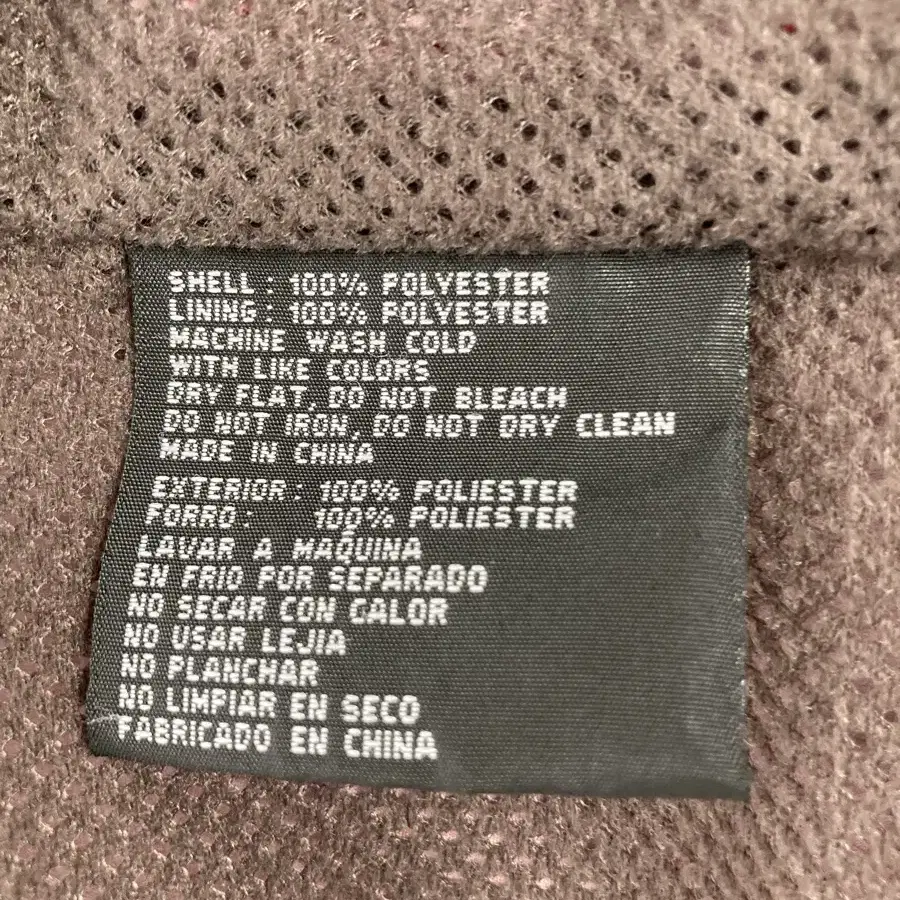 SHELL : 100% POLYESTER
LINING : 100% POLYESTER
MACHINE WASH COLD
WITH LIKE COLORS
DRY FLAT, DO NOT BLEACH
DO NOT IRON, DO NOT DRY CLEAN
MADE IN CHINA
EXTERIOR : 100% POLIESTER
FORRO : 100% POLIESTER
LAVAR A MAQUINA
EN FRIO POR SEPARADO
NO SECAR CON CALOR
NO USAR LEJIA
NO PLANCHAR
NO LIMPIAR EN SECO
FABRICADO EN CHINA